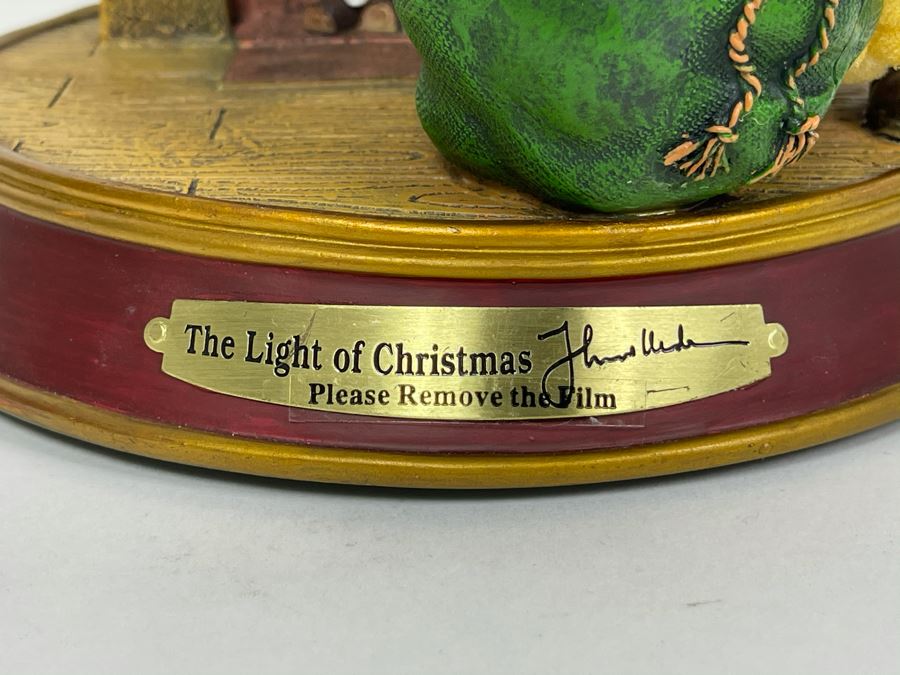 The Light of Christmas
Please Remove the Film